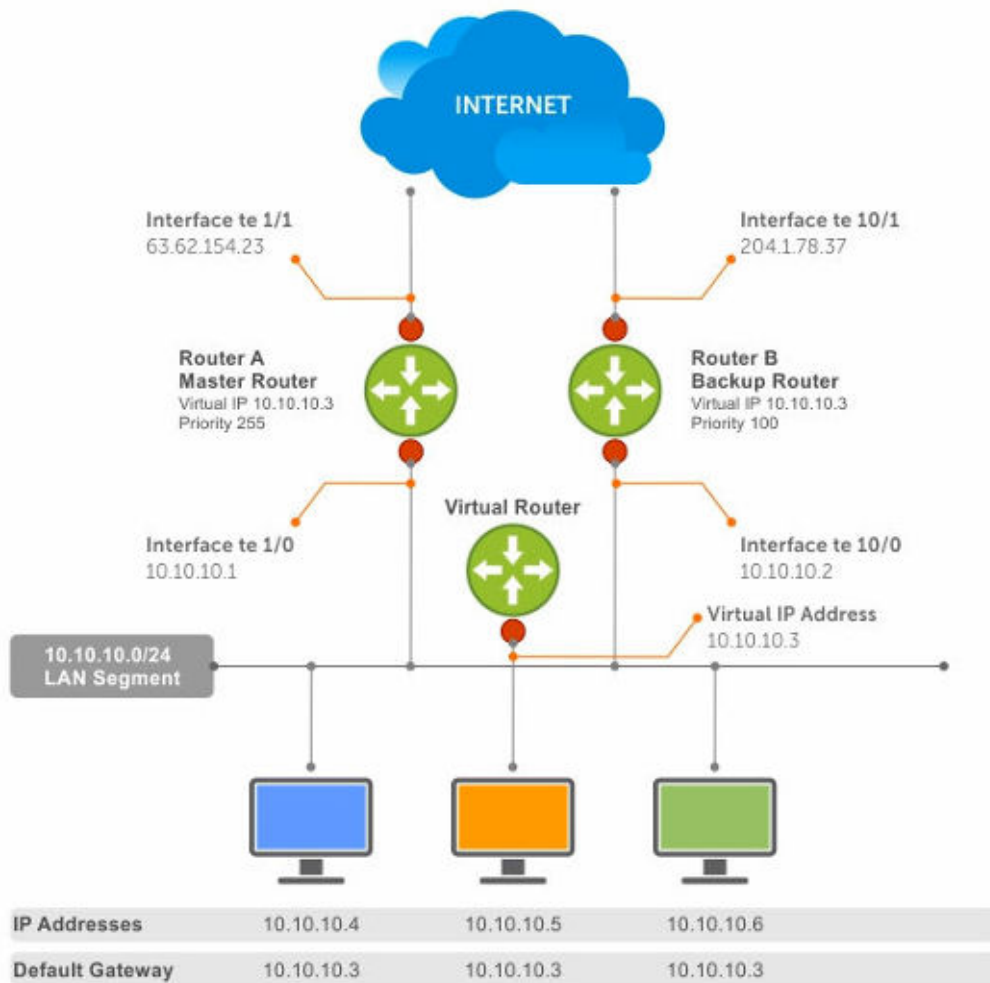 INTERNET
Interface te 1/1
63.62.154.23
Interface te 10/1
204.1.78.37
Router A
Master Router
Virtual IP 10.10.10.3
Priority 255
Router B
Backup Router
Virtual IP 10.10.10.3
Priority 100
Virtual Router
Interface te 1/0
10.10.10.1
Interface te 10/0
10.10.10.2
Virtual IP Address
10.10.10.3
10.10.10.0/24
LAN Segment
IP Addresses 10.10.10.4 10.10.10.5 10.10.10.6
Default Gateway 10.10.10.3 10.10.10.3 10.10.10.3